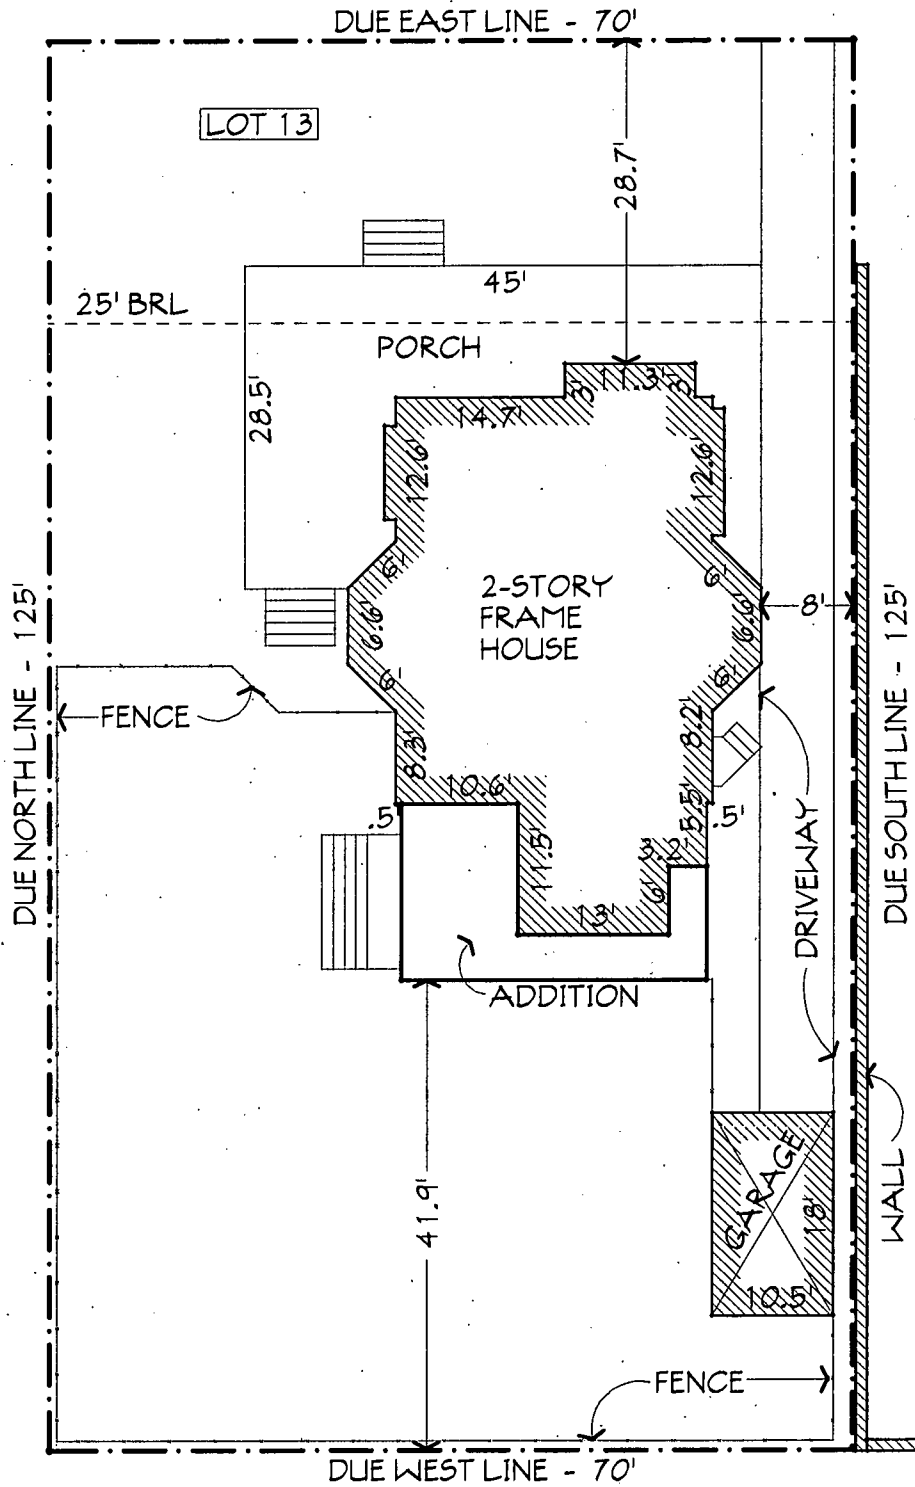 DUE EAST LINE - 70'
LOT 13
28.7'
45'
25' BRL
PORCH
28.5'
11.3'
3'
3'
14.7'
12.6'
12.6'
6'
6'
2-STORY
FRAME
HOUSE
6.6'
6.6'
8'
DUE NORTH LINE - 125'
DUE SOUTH LINE - 125'
6'
6'
FENCE
8.3'
8.2'
10.6'
.5'
5.5'
.5'
11.5'
3.2'
6'
13'
DRIVEWAY
ADDITION
41.9'
GARAGE
18'
10.5'
WALL
FENCE
DUE WEST LINE - 70'